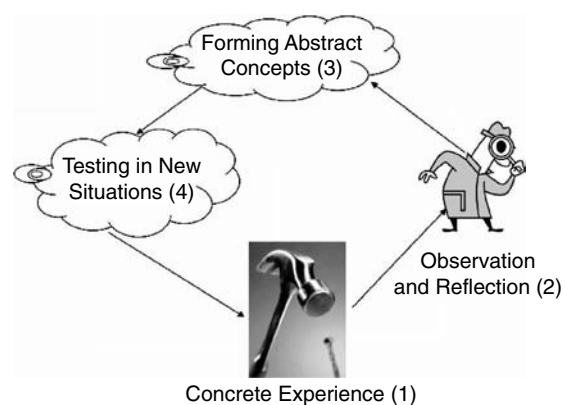 Forming Abstract
Concepts (3)
Testing in New
Situations (4)
Observation
and Reflection (2)
Concrete Experience (1)